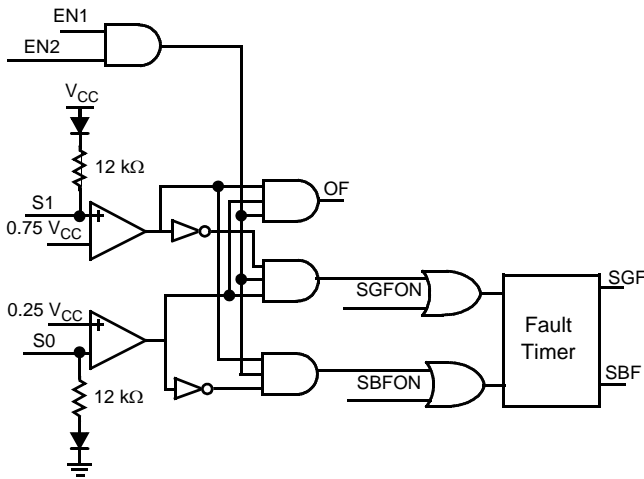 EN1
EN2
VCC
12 kΩ
S1
+
0.75 VCC
OF
0.25 VCC
+
S0
12 kΩ
SGFON
SBFON
Fault
Timer
SGF
SBF